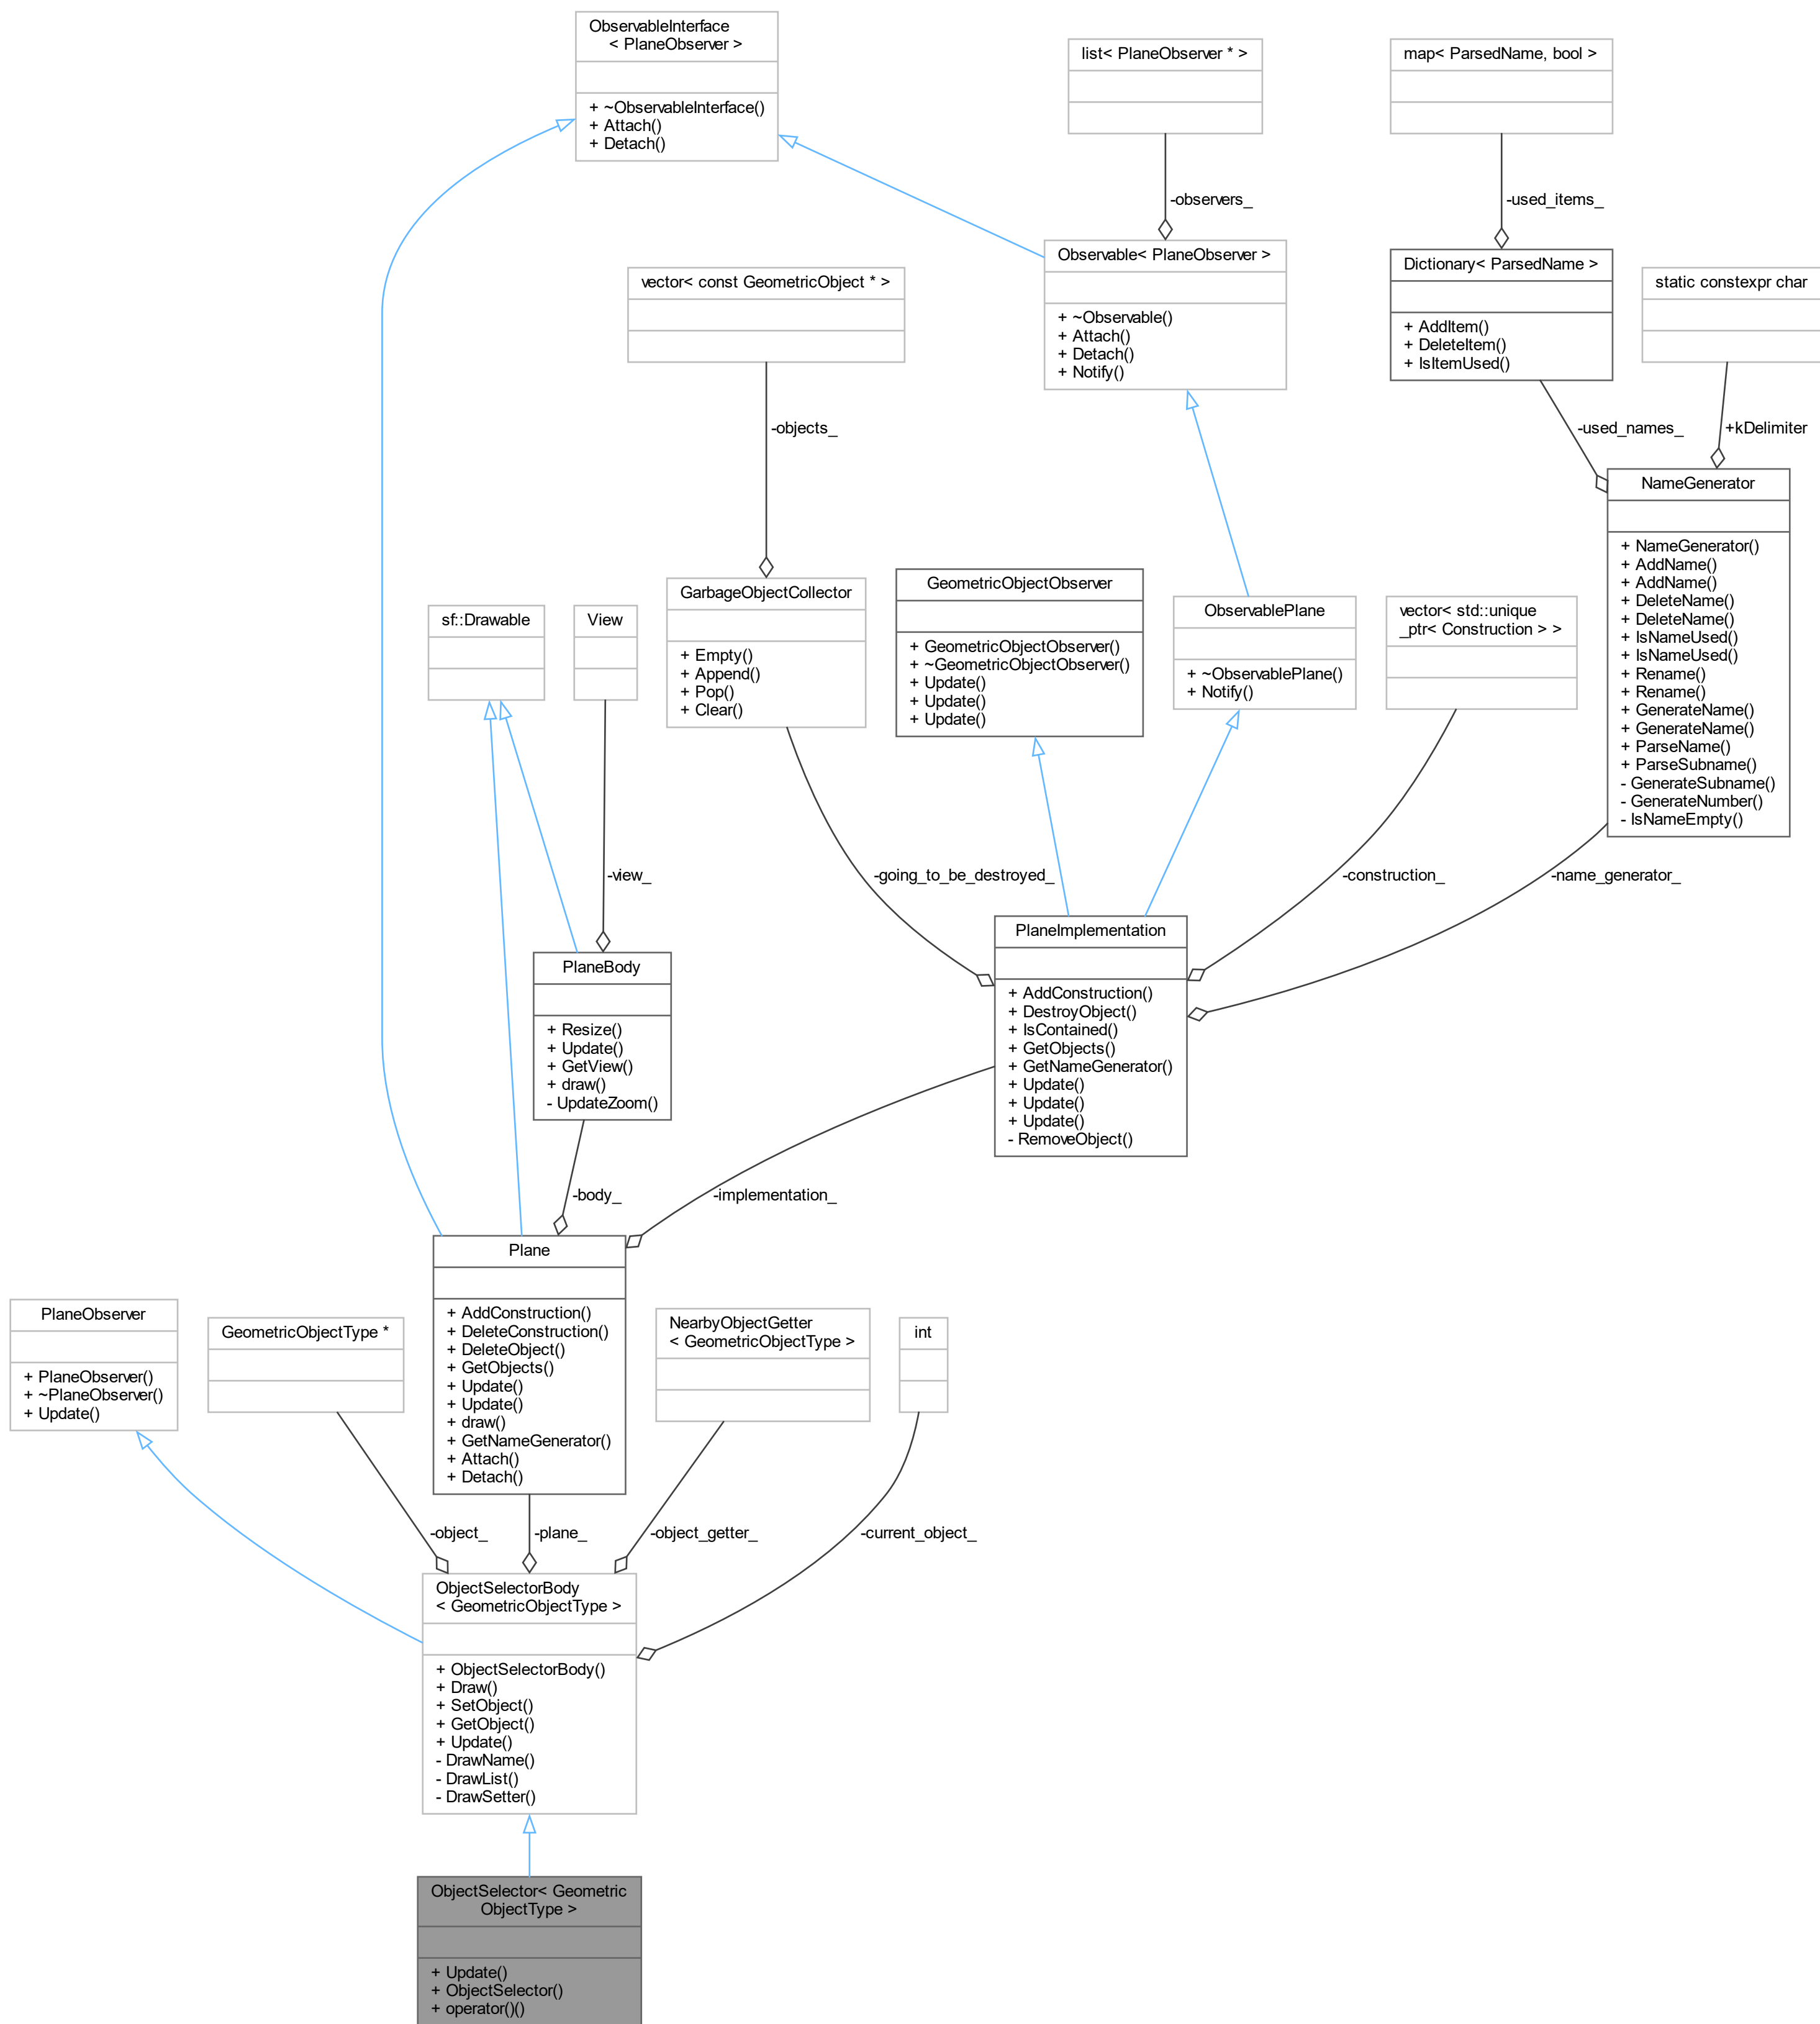 ObservableInterface
< PlaneObserver >
+ ~ObservableInterface()
+ Attach()
+ Detach()
list< PlaneObserver * >
map< ParsedName, bool >
-observers_
-used_items_
Observable< PlaneObserver >
+ ~Observable()
+ Attach()
+ Detach()
+ Notify()
Dictionary< ParsedName >
+ AddItem()
+ DeleteItem()
+ IsItemUsed()
vector< const GeometricObject * >
static constexpr char
-objects_
-used_names_
+kDelimiter
NameGenerator
+ NameGenerator()
+ AddName()
+ AddName()
+ DeleteName()
+ DeleteName()
+ IsNameUsed()
+ IsNameUsed()
+ Rename()
+ Rename()
+ GenerateName()
+ GenerateName()
+ ParseName()
+ ParseSubname()
- GenerateSubname()
- GenerateNumber()
- IsNameEmpty()
sf::Drawable
View
GarbageObjectCollector
+ Empty()
+ Append()
+ Pop()
+ Clear()
GeometricObjectObserver
+ GeometricObjectObserver()
+ ~GeometricObjectObserver()
+ Update()
+ Update()
+ Update()
ObservablePlane
+ ~ObservablePlane()
+ Notify()
vector< std::unique
_ptr< Construction > >
-view_
-going_to_be_destroyed_
-construction_
-name_generator_
PlaneBody
+ Resize()
+ Update()
+ GetView()
+ draw()
- UpdateZoom()
PlaneImplementation
+ AddConstruction()
+ DestroyObject()
+ IsContained()
+ GetObjects()
+ GetNameGenerator()
+ Update()
+ Update()
+ Update()
- RemoveObject()
-body_
-implementation_
Plane
+ AddConstruction()
+ DeleteConstruction()
+ DeleteObject()
+ GetObjects()
+ Update()
+ Update()
+ draw()
+ GetNameGenerator()
+ Attach()
+ Detach()
PlaneObserver
+ PlaneObserver()
+ ~PlaneObserver()
+ Update()
GeometricObjectType *
NearbyObjectGetter
< GeometricObjectType >
int
-object_
-plane_
-object_getter_
-current_object_
ObjectSelectorBody
< GeometricObjectType >
+ ObjectSelectorBody()
+ Draw()
+ SetObject()
+ GetObject()
+ Update()
- DrawName()
- DrawList()
- DrawSetter()
ObjectSelector< Geometric
ObjectType >
+ Update()
+ ObjectSelector()
+ operator()()